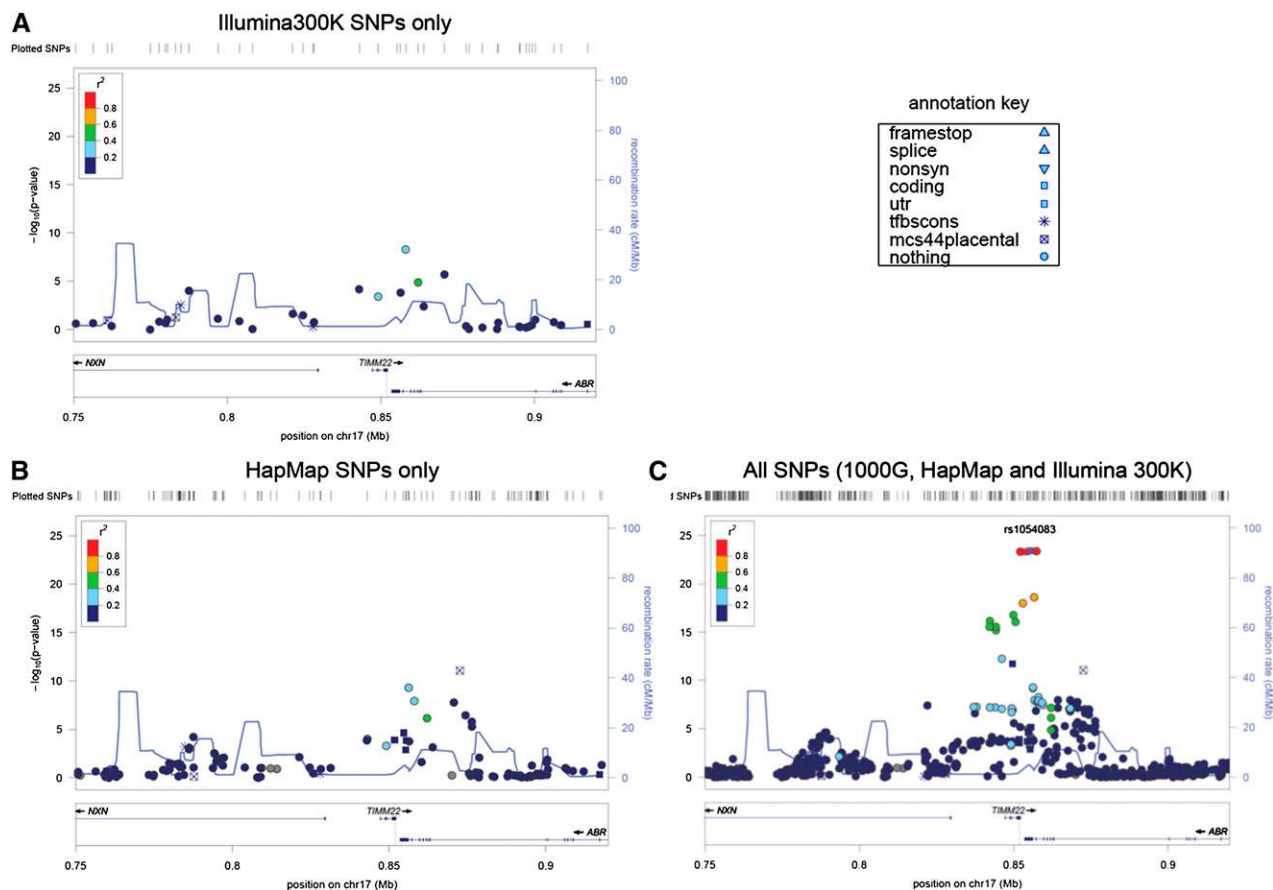 A
Illumina300K SNPs only
Plotted SNPs
25
20
15
10
5
0
−log10(p-value)
r2
0.8
0.6
0.4
0.2
100
80
60
40
20
0
recombination rate (cM/Mb)
NXN
TIMM22
ABR
0.75
0.8
0.85
0.9
position on chr17 (Mb)
annotation key
framestop
splice
nonsyn
coding
utr
tfbscons
mcs44placental
nothing
B
HapMap SNPs only
Plotted SNPs
25
20
15
10
5
0
−log10(p-value)
r2
0.8
0.6
0.4
0.2
100
80
60
40
20
0
recombination rate (cM/Mb)
NXN
TIMM22
ABR
0.75
0.8
0.85
0.9
position on chr17 (Mb)
C
All SNPs (1000G, HapMap and Illumina 300K)
SNPs
rs1054083
25
20
15
10
5
0
r2
0.8
0.6
0.4
0.2
100
80
60
40
20
0
recombination rate (cM/Mb)
NXN
TIMM22
ABR
0.75
0.8
0.85
0.9
position on chr17 (Mb)